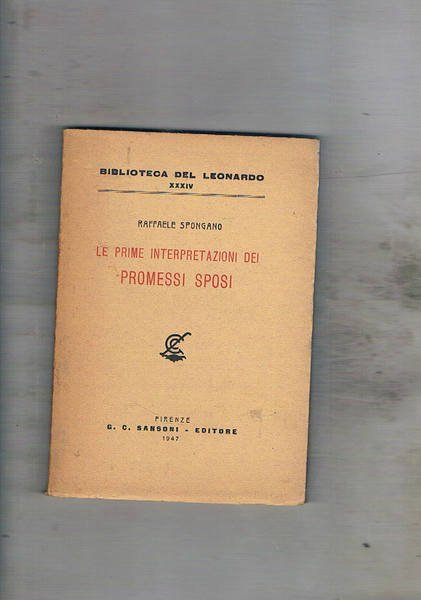 BIBLIOTECA DEL LEONARDO
XXXIV
RAFFAELE SPONGANO
LE PRIME INTERPRETAZIONI DEI
PROMESSI SPOSI
FIRENZE
G. C. SANSONI - EDITORE
1947